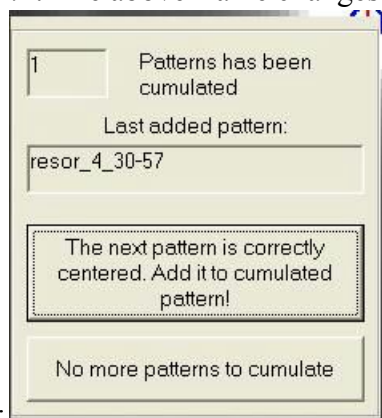 1
Patterns has been
cumulated
Last added pattern:
resor_4_30-57
The next pattern is correctly
centered. Add it to cumulated
pattern!
No more patterns to cumulate